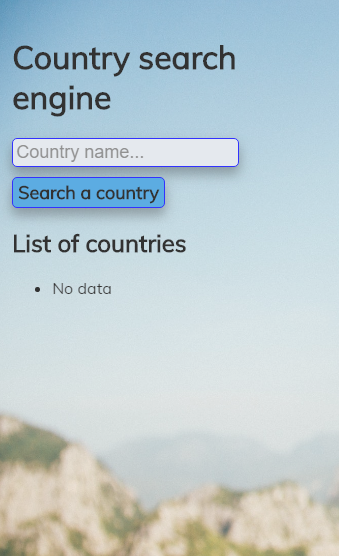 Country search
engine
Country name...
Search a country
List of countries
No data